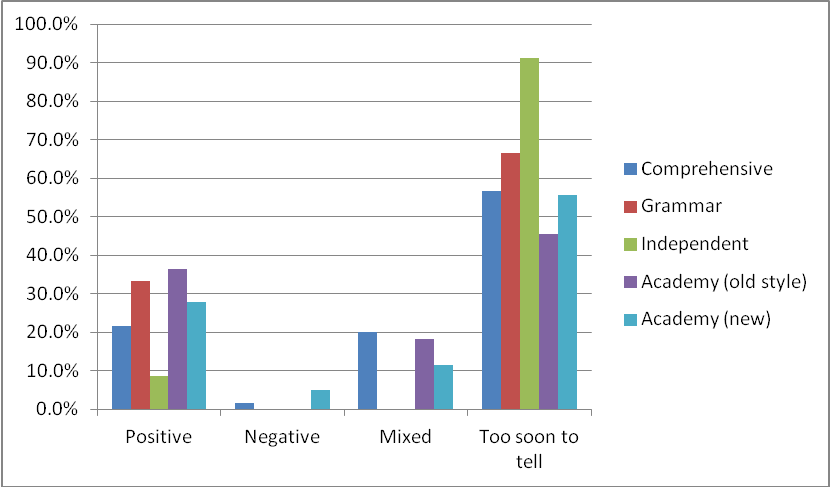 100.0%
90.0%
80.0%
70.0%
60.0%
50.0%
40.0%
30.0%
20.0%
10.0%
0.0%
Positive
Negative
Mixed
Too soon to
tell
Comprehensive
Grammar
Independent
Academy (old style)
Academy (new)